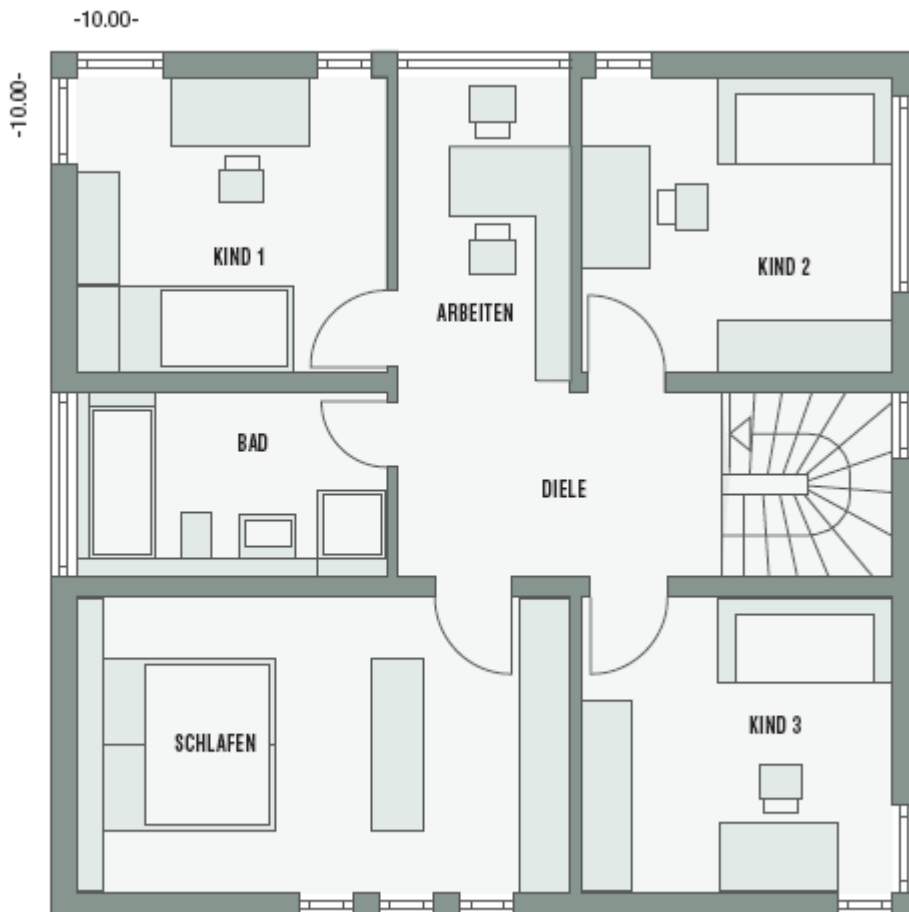 -10.00-
-10.00-
KIND 1
KIND 2
ARBEITEN
BAD
DIELE
SCHLAFEN
KIND 3